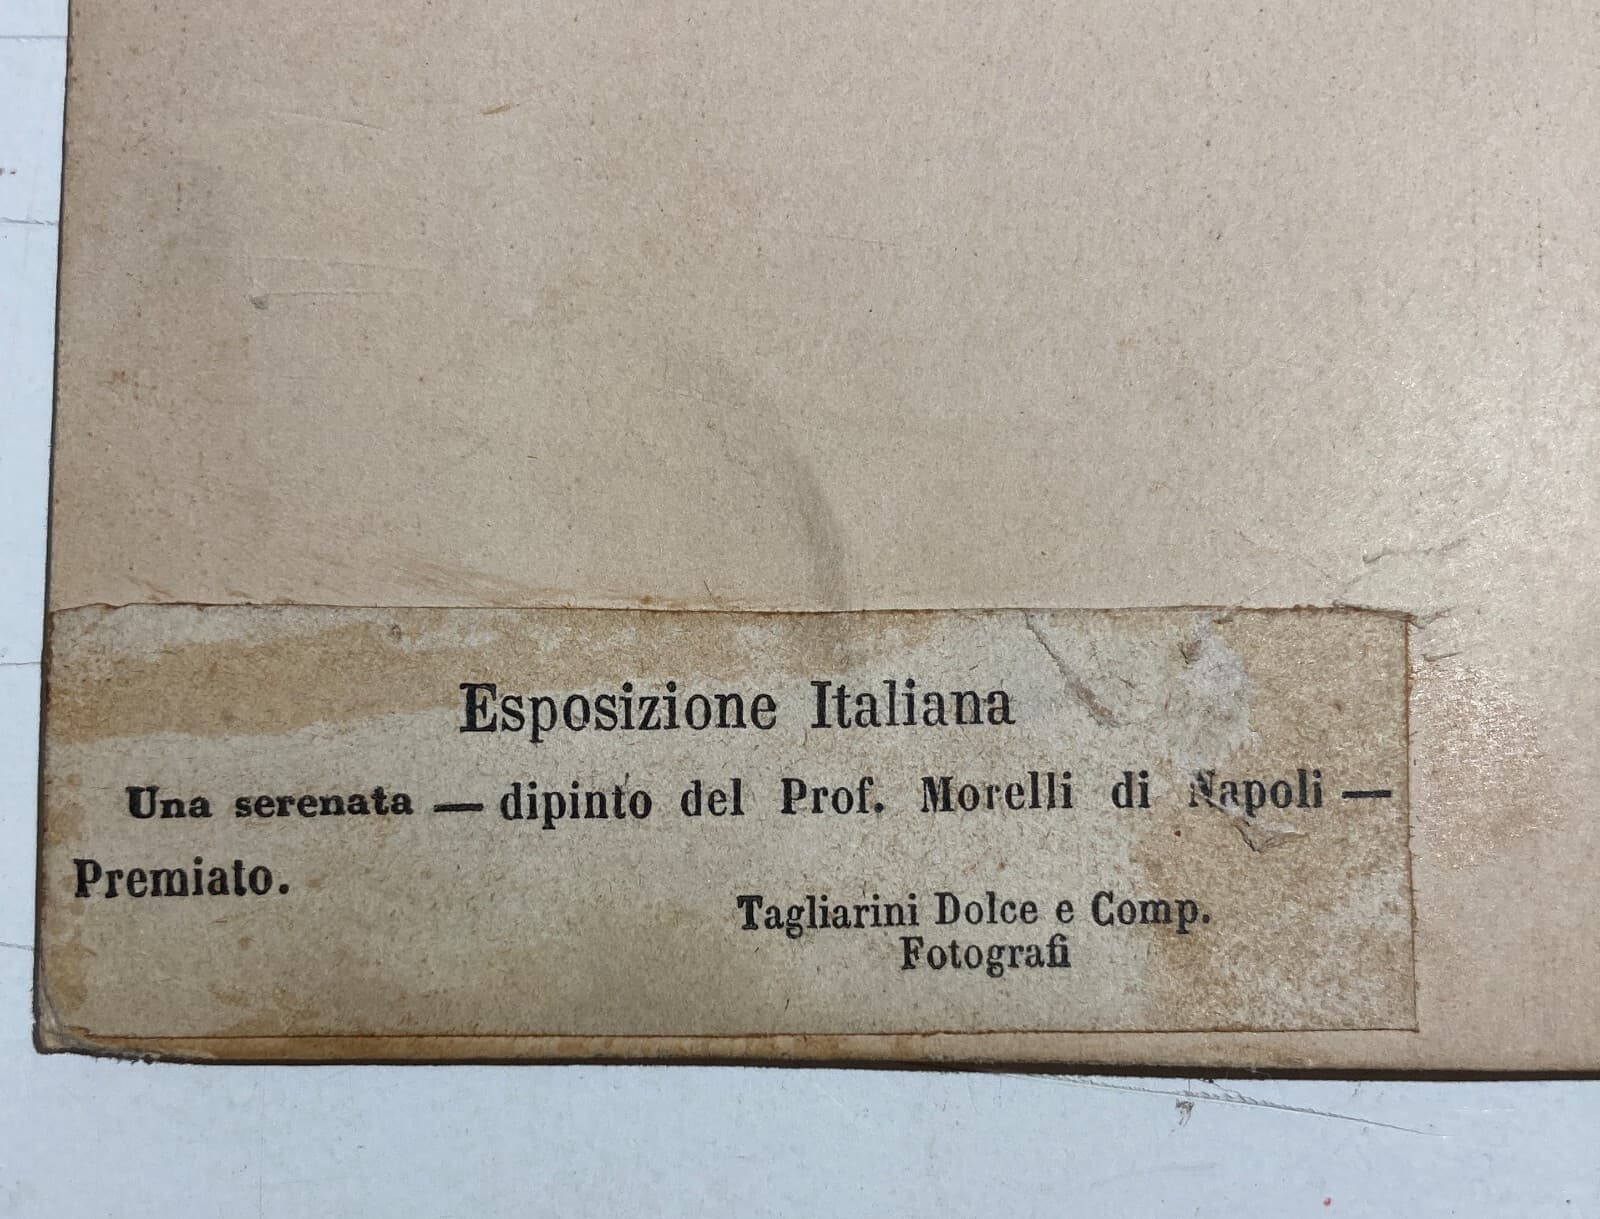 Esposizione Italiana
Una serenata — dipinto del Prof. Morelli di Napoli —
Premiato.
Tagliarini Dolce e Comp.
Fotografi